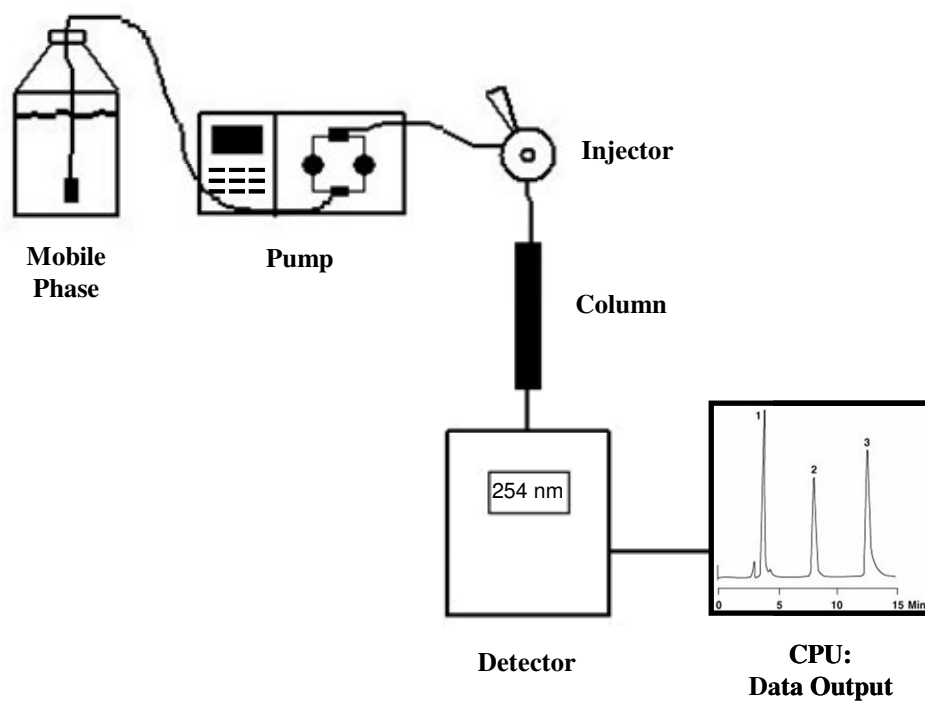 Mobile
Phase
Pump
Injector
Column
254 nm
Detector
1
2
3
0 5 10 15 Min
CPU:
Data Output